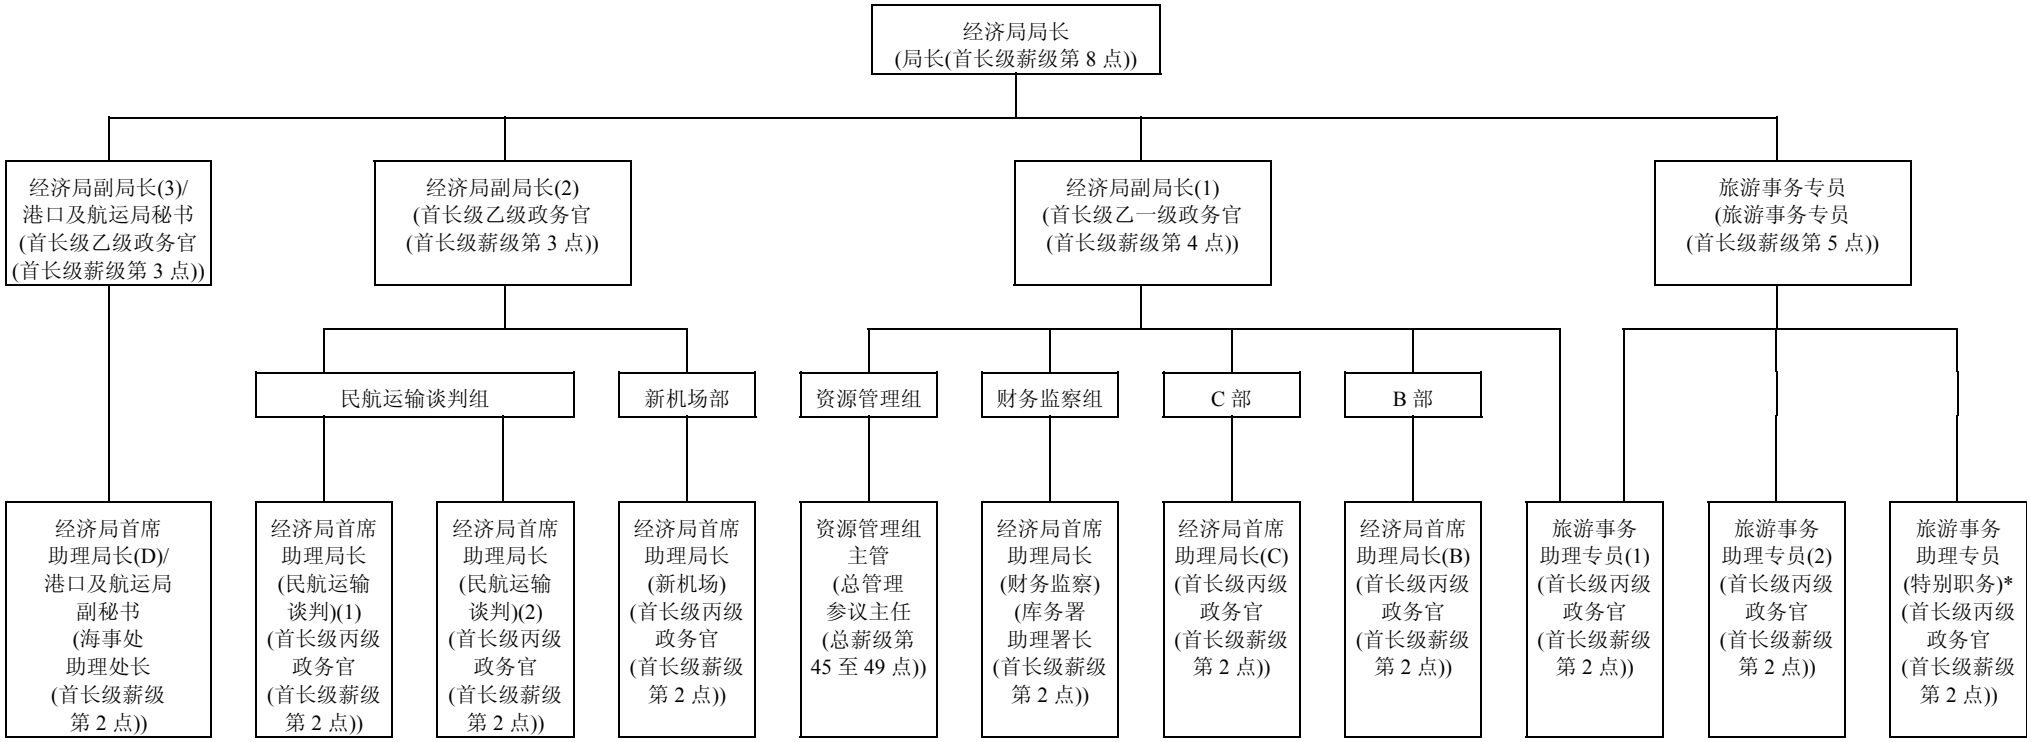 经济局局长
(局长(首长级薪级第 8 点))
经济局副局长(3)/
港口及航运局秘书
(首长级乙级政务官
(首长级薪级第 3 点))
经济局副局长(2)
(首长级乙级政务官
(首长级薪级第 3 点))
经济局副局长(1)
(首长级乙一级政务官
(首长级薪级第 4 点))
旅游事务专员
(旅游事务专员
(首长级薪级第 5 点))
民航运输谈判组
新机场部
资源管理组
财务监察组
C 部
B 部
经济局首席
助理局长(D)/
港口及航运局
副秘书
(海事处
助理处长
(首长级薪级
第 2 点))
经济局首席
助理局长
(民航运输
谈判)(1)
(首长级丙级
政务官
(首长级薪级
第 2 点))
经济局首席
助理局长
(民航运输
谈判)(2)
(首长级丙级
政务官
(首长级薪级
第 2 点))
经济局首席
助理局长
(新机场)
(首长级丙级
政务官
(首长级薪级
第 2 点))
资源管理组
主管
(总管理
参议主任
(总薪级第
45 至 49 点))
经济局首席
助理局长
(财务监察)
(库务署
助理署长
(首长级薪级
第 2 点))
经济局首席
助理局长(C)
(首长级丙级
政务官
(首长级薪级
第 2 点))
经济局首席
助理局长(B)
(首长级丙级
政务官
(首长级薪级
第 2 点))
旅游事务
助理专员(1)
(首长级丙级
政务官
(首长级薪级
第 2 点))
旅游事务
助理专员(2)
(首长级丙级
政务官
(首长级薪级
第 2 点))
旅游事务
助理专员
(特别职务)*
(首长级丙级
政务官
(首长级薪级
第 2 点))